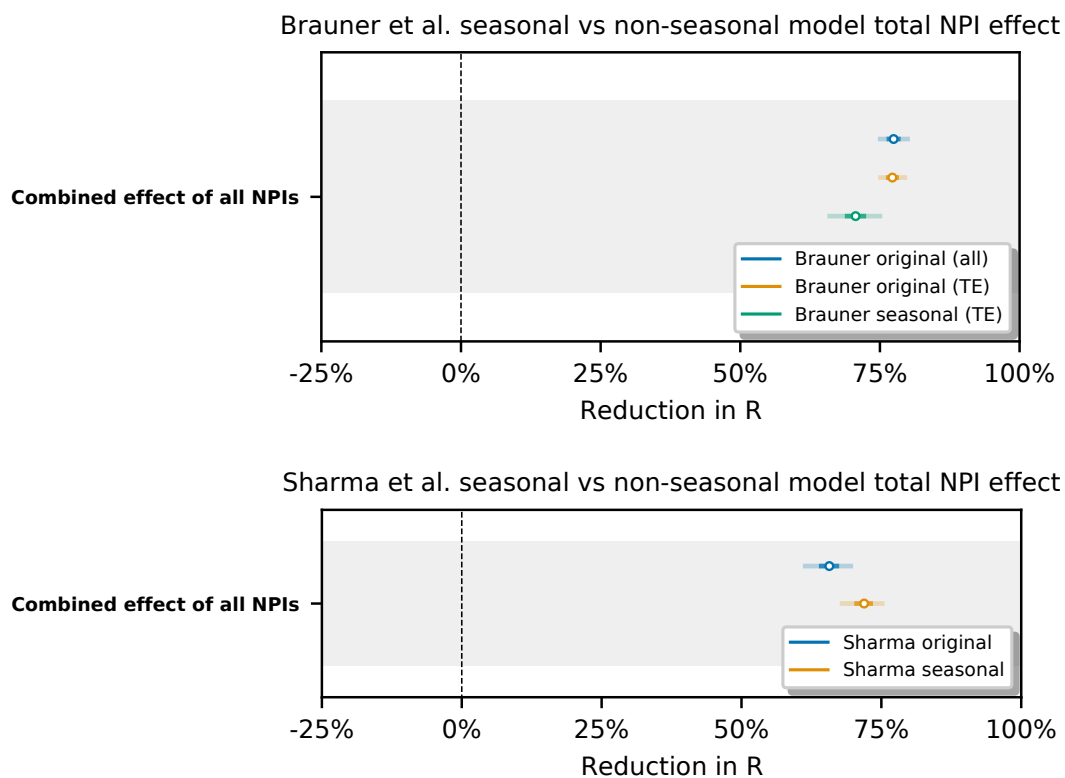 Brauner et al. seasonal vs non-seasonal model total NPI effect
Combined effect of all NPIs
Brauner original (all)
Brauner original (TE)
Brauner seasonal (TE)
-25% 0% 25% 50% 75% 100%
Reduction in R
Sharma et al. seasonal vs non-seasonal model total NPI effect
Combined effect of all NPIs
Sharma original
Sharma seasonal
-25% 0% 25% 50% 75% 100%
Reduction in R